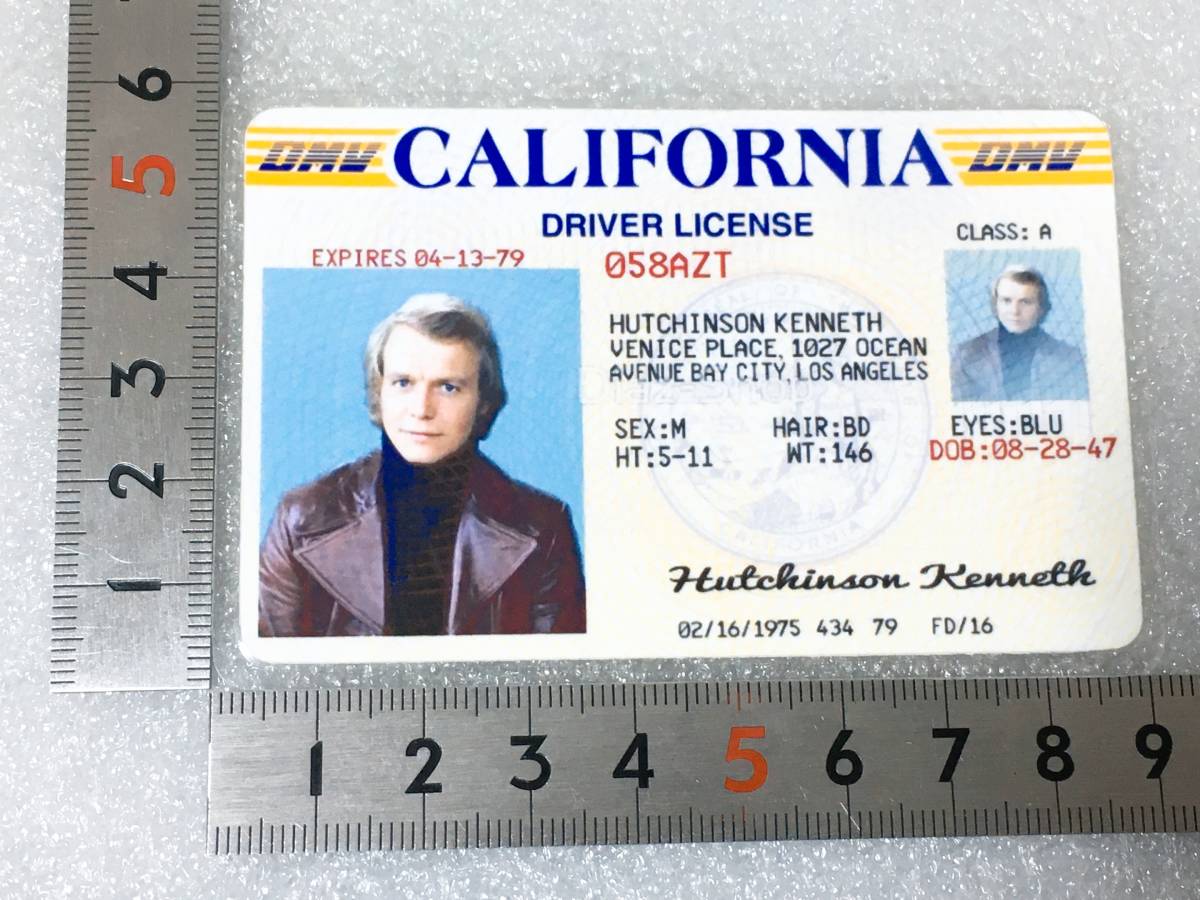 DMV CALIFORNIA DMV
DRIVER LICENSE
CLASS: A
EXPIRES 04-13-79
058AZT
HUTCHINSON KENNETH
VENICE PLACE, 1027 OCEAN
AVENUE BAY CITY, LOS ANGELES
SEX:M HAIR:BD EYES:BLU
HT:5-11 WT:146 DOB:08-28-47
Hutchinson Kenneth
02/16/1975 434 79 FD/16
6
5
4
3
2
1
1 2 3 4 5 6 7 8 9